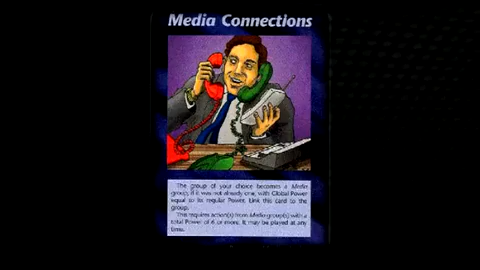 Media Connections
The group of your choice becomes a Media
group, if it was not already one, with Global Power
equal to its regular Power. Link this card to the
group.
This requires action(s) from Media group(s) with a
total Power of 6 or more. It may be played at any
time.